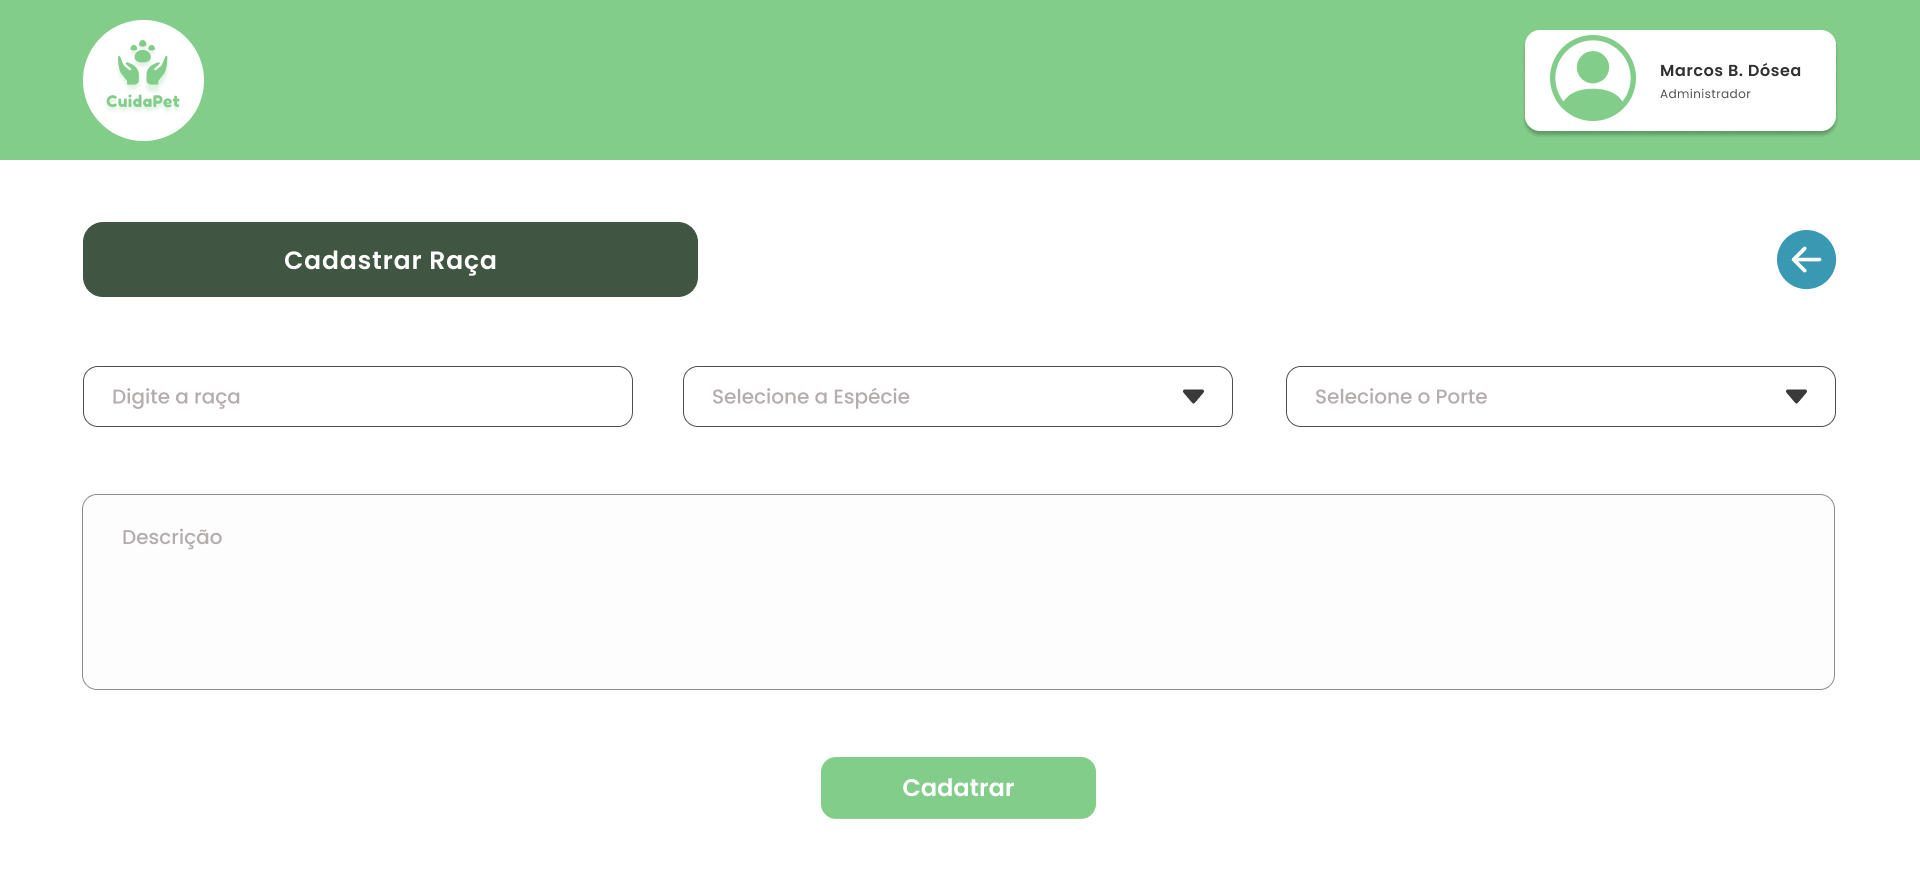 CuidaPet
Marcos B. Dósea
Administrador
Cadastrar Raça
Digite a raça
Selecione a Espécie
Selecione o Porte
Descrição
Cadatrar